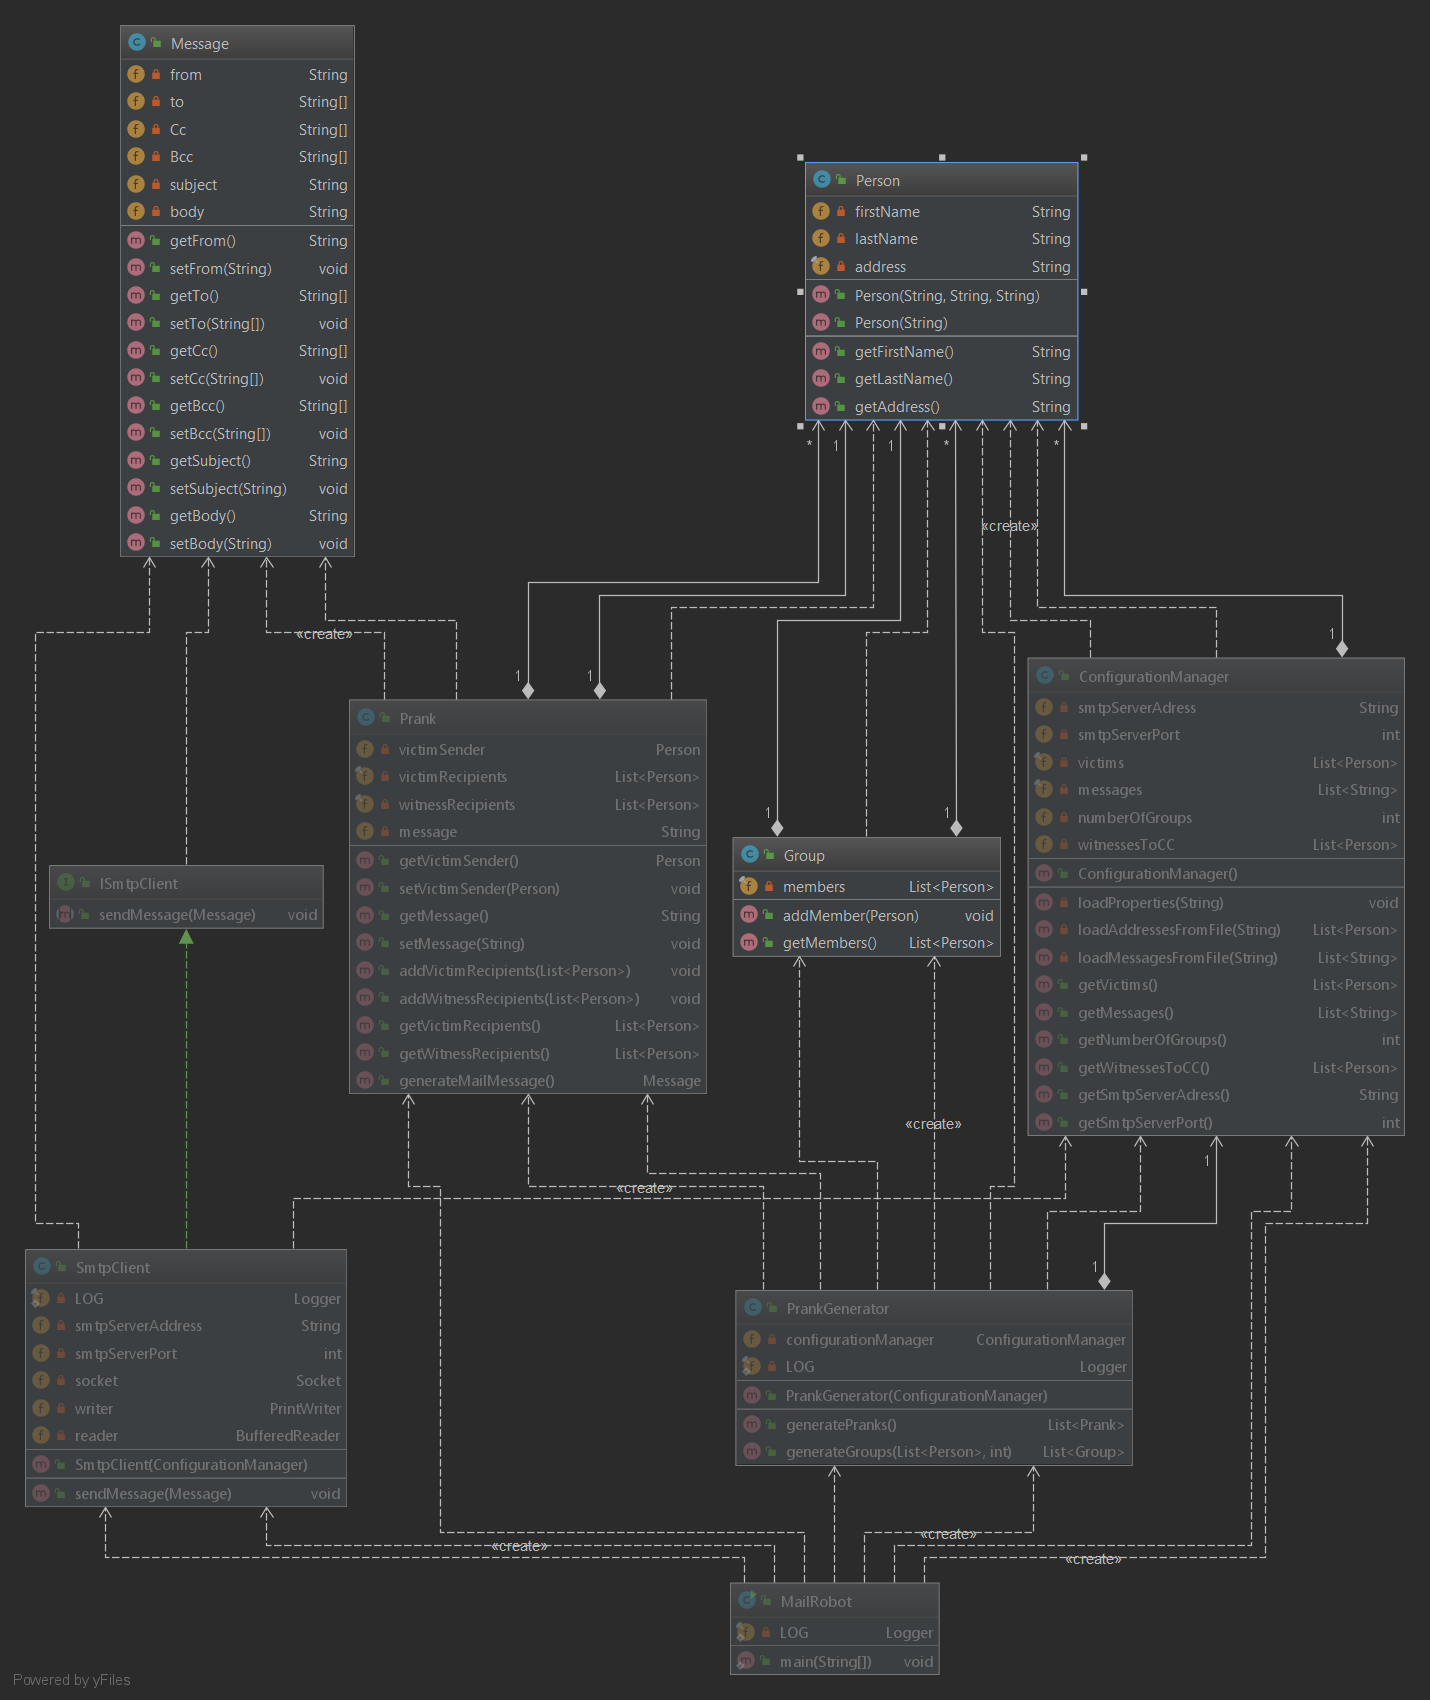 Message
from String
to String[]
Cc String[]
Bcc String[]
subject String
body String
getFrom() String
setFrom(String) void
getTo() String[]
setTo(String[]) void
getCc() String[]
setCc(String[]) void
getBcc() String[]
setBcc(String[]) void
getSubject() String
setSubject(String) void
getBody() String
setBody(String) void
Person
firstName String
lastName String
address String
Person(String, String, String)
Person(String)
getFirstName() String
getLastName() String
getAddress() String
* 1 1 * *
«create»
«create»
1 1 1
Prank
victimSender Person
victimRecipients List<Person>
witnessRecipients List<Person>
message String
getVictimSender() Person
setVictimSender(Person) void
getMessage() String
setMessage(String) void
addVictimRecipients(List<Person>) void
addWitnessRecipients(List<Person>) void
getVictimRecipients() List<Person>
getWitnessRecipients() List<Person>
generateMailMessage() Message
ConfigurationManager
smtpServerAdress String
smtpServerPort int
victims List<Person>
messages List<String>
numberOfGroups int
witnessesToCC List<Person>
ConfigurationManager()
loadProperties(String) void
loadAddressesFromFile(String) List<Person>
loadMessagesFromFile(String) List<String>
getVictims() List<Person>
getMessages() List<String>
getNumberOfGroups() int
getWitnessesToCC() List<Person>
getSmtpServerAdress() String
getSmtpServerPort() int
1 1
Group
members List<Person>
addMember(Person) void
getMembers() List<Person>
ISmtpClient
sendMessage(Message) void
«create»
1
«create»
1
SmtpClient
LOG Logger
smtpServerAddress String
smtpServerPort int
socket Socket
writer PrintWriter
reader BufferedReader
SmtpClient(ConfigurationManager)
sendMessage(Message) void
PrankGenerator
configurationManager ConfigurationManager
LOG Logger
PrankGenerator(ConfigurationManager)
generatePranks() List<Prank>
generateGroups(List<Person>, int) List<Group>
«create»
«create»
«create»
MailRobot
LOG Logger
main(String[]) void
Powered by yFiles